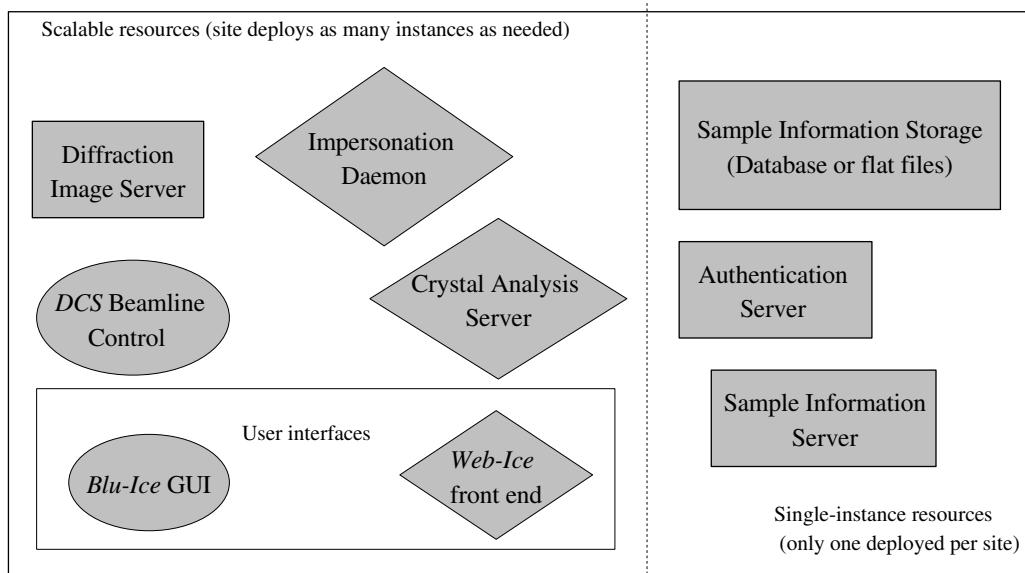 Scalable resources (site deploys as many instances as needed)
Diffraction
Image Server
Impersonation
Daemon
DCS Beamline
Control
Crystal Analysis
Server
User interfaces
Blu-Ice GUI
Web-Ice
front end
Sample Information Storage
(Database or flat files)
Authentication
Server
Sample Information
Server
Single-instance resources
(only one deployed per site)